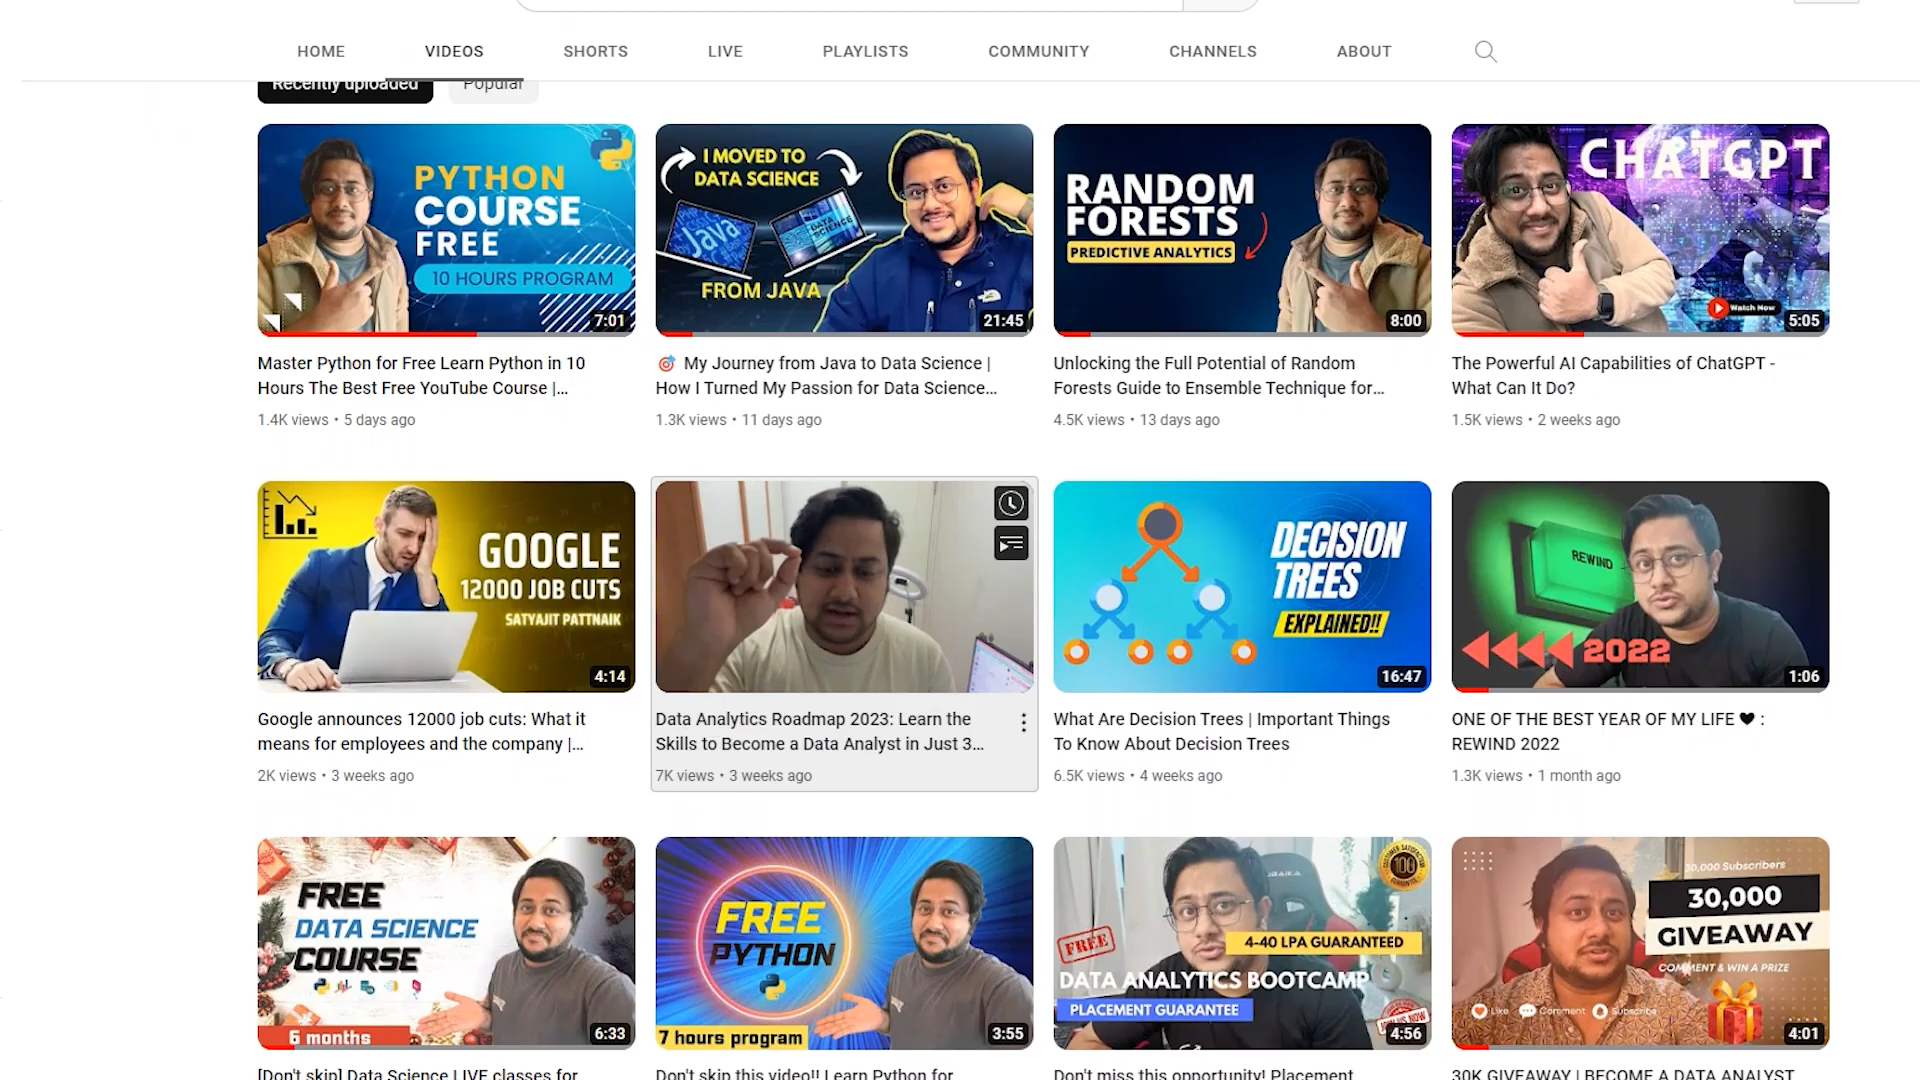 HOME VIDEOS SHORTS LIVE PLAYLISTS COMMUNITY CHANNELS ABOUT
Recently uploaded Popular
PYTHON
COURSE
FREE
10 HOURS PROGRAM
7:01
I MOVED TO
DATA SCIENCE
Java
DATA
SCIENCE
FROM JAVA
21:45
RANDOM
FORESTS
PREDICTIVE ANALYTICS
8:00
CHATGPT
Watch Now
5:05
Master Python for Free Learn Python in 10
Hours The Best Free YouTube Course |...
1.4K views • 5 days ago
🎯 My Journey from Java to Data Science |
How I Turned My Passion for Data Science...
1.3K views • 11 days ago
Unlocking the Full Potential of Random
Forests Guide to Ensemble Technique for...
4.5K views • 13 days ago
The Powerful AI Capabilities of ChatGPT -
What Can It Do?
1.5K views • 2 weeks ago
GOOGLE
12000 JOB CUTS
SATYAJIT PATTNAIK
4:14
DECISION
TREES
EXPLAINED!!
16:47
REWIND
2022
1:06
Google announces 12000 job cuts: What it
means for employees and the company |...
2K views • 3 weeks ago
Data Analytics Roadmap 2023: Learn the
Skills to Become a Data Analyst in Just 3...
7K views • 3 weeks ago
What Are Decision Trees | Important Things
To Know About Decision Trees
6.5K views • 4 weeks ago
ONE OF THE BEST YEAR OF MY LIFE 🖤 :
REWIND 2022
1.3K views • 1 month ago
FREE
DATA SCIENCE
COURSE
6 months
6:33
FREE
PYTHON
7 hours program
3:55
100
FREE
4-40 LPA GUARANTEED
DATA ANALYTICS BOOTCAMP
PLACEMENT GUARANTEE
JOIN US NOW
4:56
30,000 Subscribers
30,000
GIVEAWAY
COMMENT & WIN A PRIZE
Like Comment Subscribe
4:01
[Don't skip] Data Science LIVE classes for
Don't skip this video!! Learn Python for
Don't miss this opportunity! Placement
30K GIVEAWAY | BECOME A DATA ANALYST